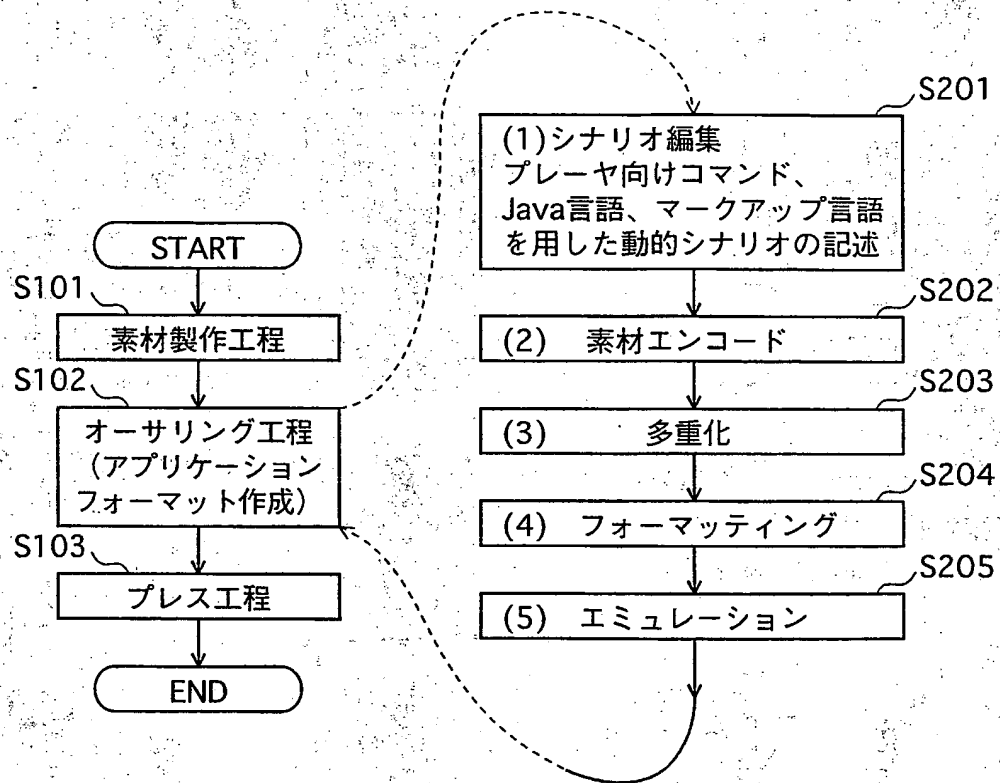 START
S101
素材製作工程
S102
オーサリング工程
(アプリケーション
フォーマット作成)
S103
プレス工程
END
S201
(1)シナリオ編集
プレーヤ向けコマンド、
Java言語、マークアップ言語
を用した動的シナリオの記述
S202
(2) 素材エンコード
S203
(3) 多重化
S204
(4) フォーマッティング
S205
(5) エミュレーション